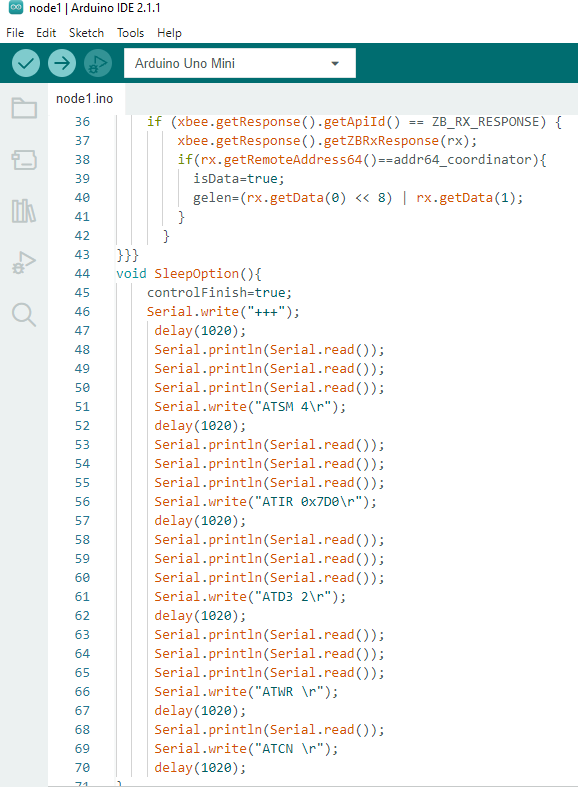 node1 | Arduino IDE 2.1.1
File Edit Sketch Tools Help
Arduino Uno Mini
node1.ino
36 if (xbee.getResponse().getApiId() == ZB_RX_RESPONSE) {
37 xbee.getResponse().getZBRxResponse(rx);
38 if(rx.getRemoteAddress64()==addr64_coordinator){
39 isData=true;
40 gelen=(rx.getData(0) << 8) | rx.getData(1);
41 }
42 }
43 }}}
44 void SleepOption(){
45 controlFinish=true;
46 Serial.write("+++");
47 delay(1020);
48 Serial.println(Serial.read());
49 Serial.println(Serial.read());
50 Serial.println(Serial.read());
51 Serial.write("ATSM 4\r");
52 delay(1020);
53 Serial.println(Serial.read());
54 Serial.println(Serial.read());
55 Serial.println(Serial.read());
56 Serial.write("ATIR 0x7D0\r");
57 delay(1020);
58 Serial.println(Serial.read());
59 Serial.println(Serial.read());
60 Serial.println(Serial.read());
61 Serial.write("ATD3 2\r");
62 delay(1020);
63 Serial.println(Serial.read());
64 Serial.println(Serial.read());
65 Serial.println(Serial.read());
66 Serial.write("ATWR \r");
67 delay(1020);
68 Serial.println(Serial.read());
69 Serial.write("ATCN \r");
70 delay(1020);
71 }